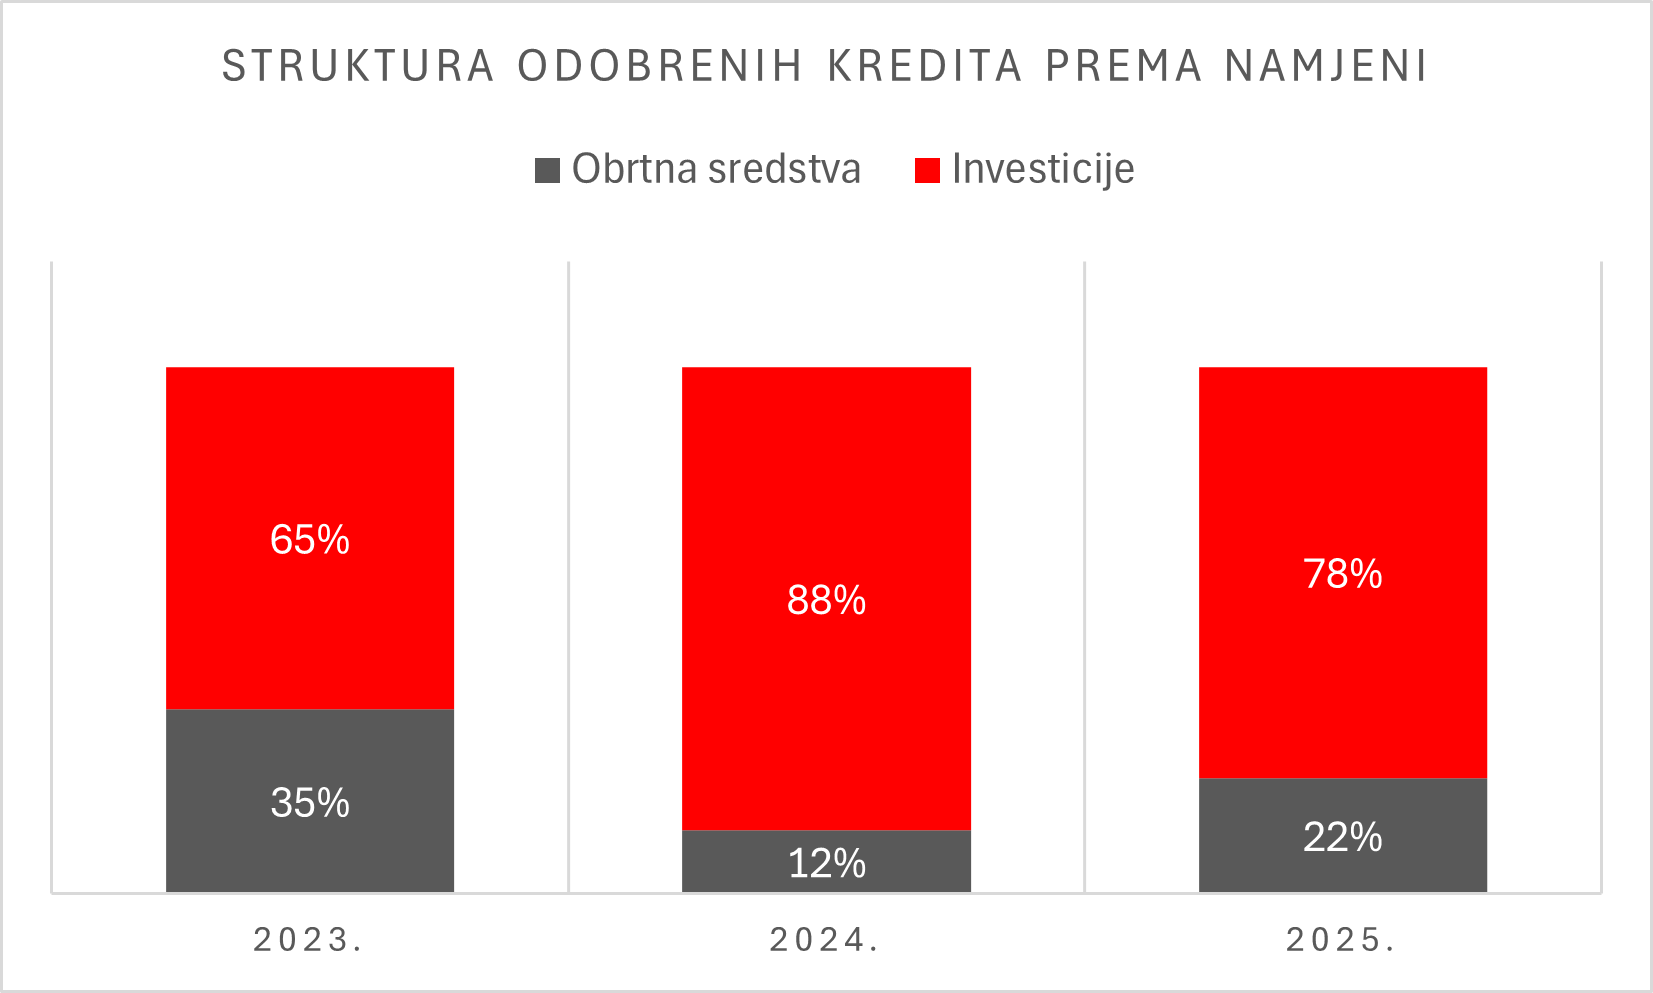 STRUKTURA ODOBRENIH KREDITA PREMA NAMJENI
Obrtna sredstva Investicije
65% 88% 78%
35% 12% 22%
2023. 2024. 2025.